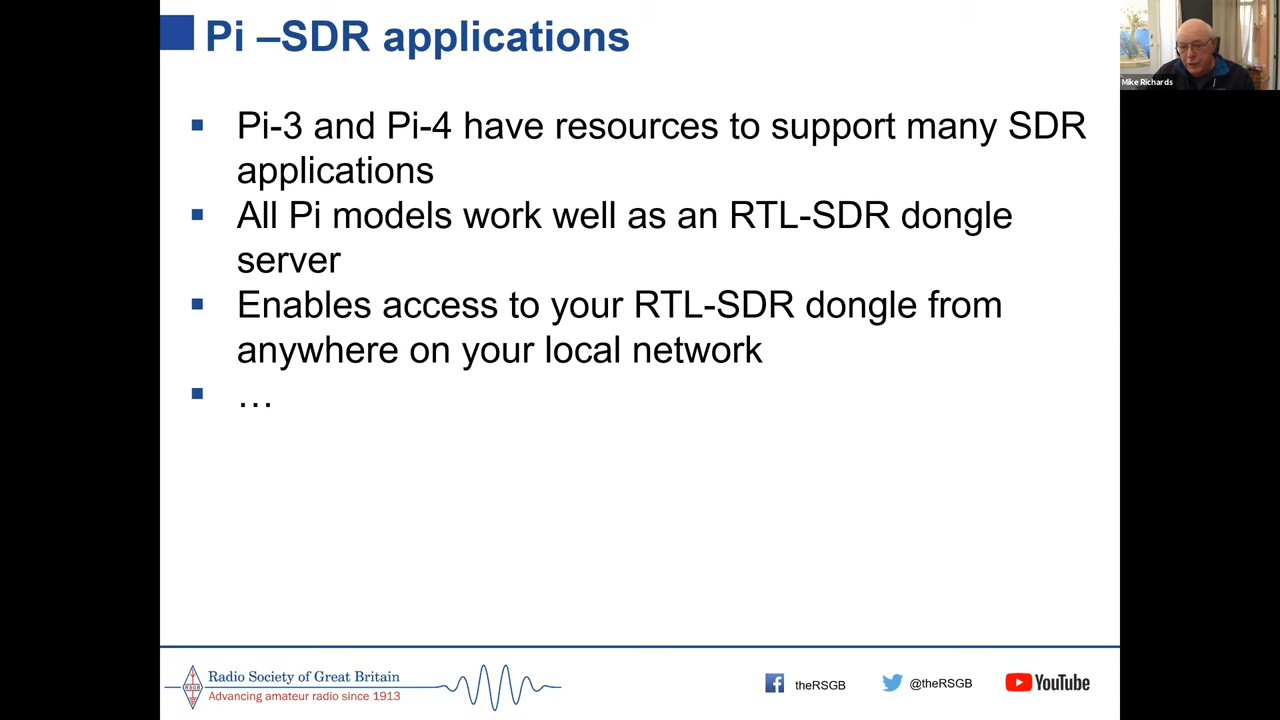 Pi –SDR applications
Mike Richards
Pi-3 and Pi-4 have resources to support many SDR
applications
All Pi models work well as an RTL-SDR dongle
server
Enables access to your RTL-SDR dongle from
anywhere on your local network
…
RSGB
Radio Society of Great Britain
Advancing amateur radio since 1913
theRSGB
@theRSGB
YouTube